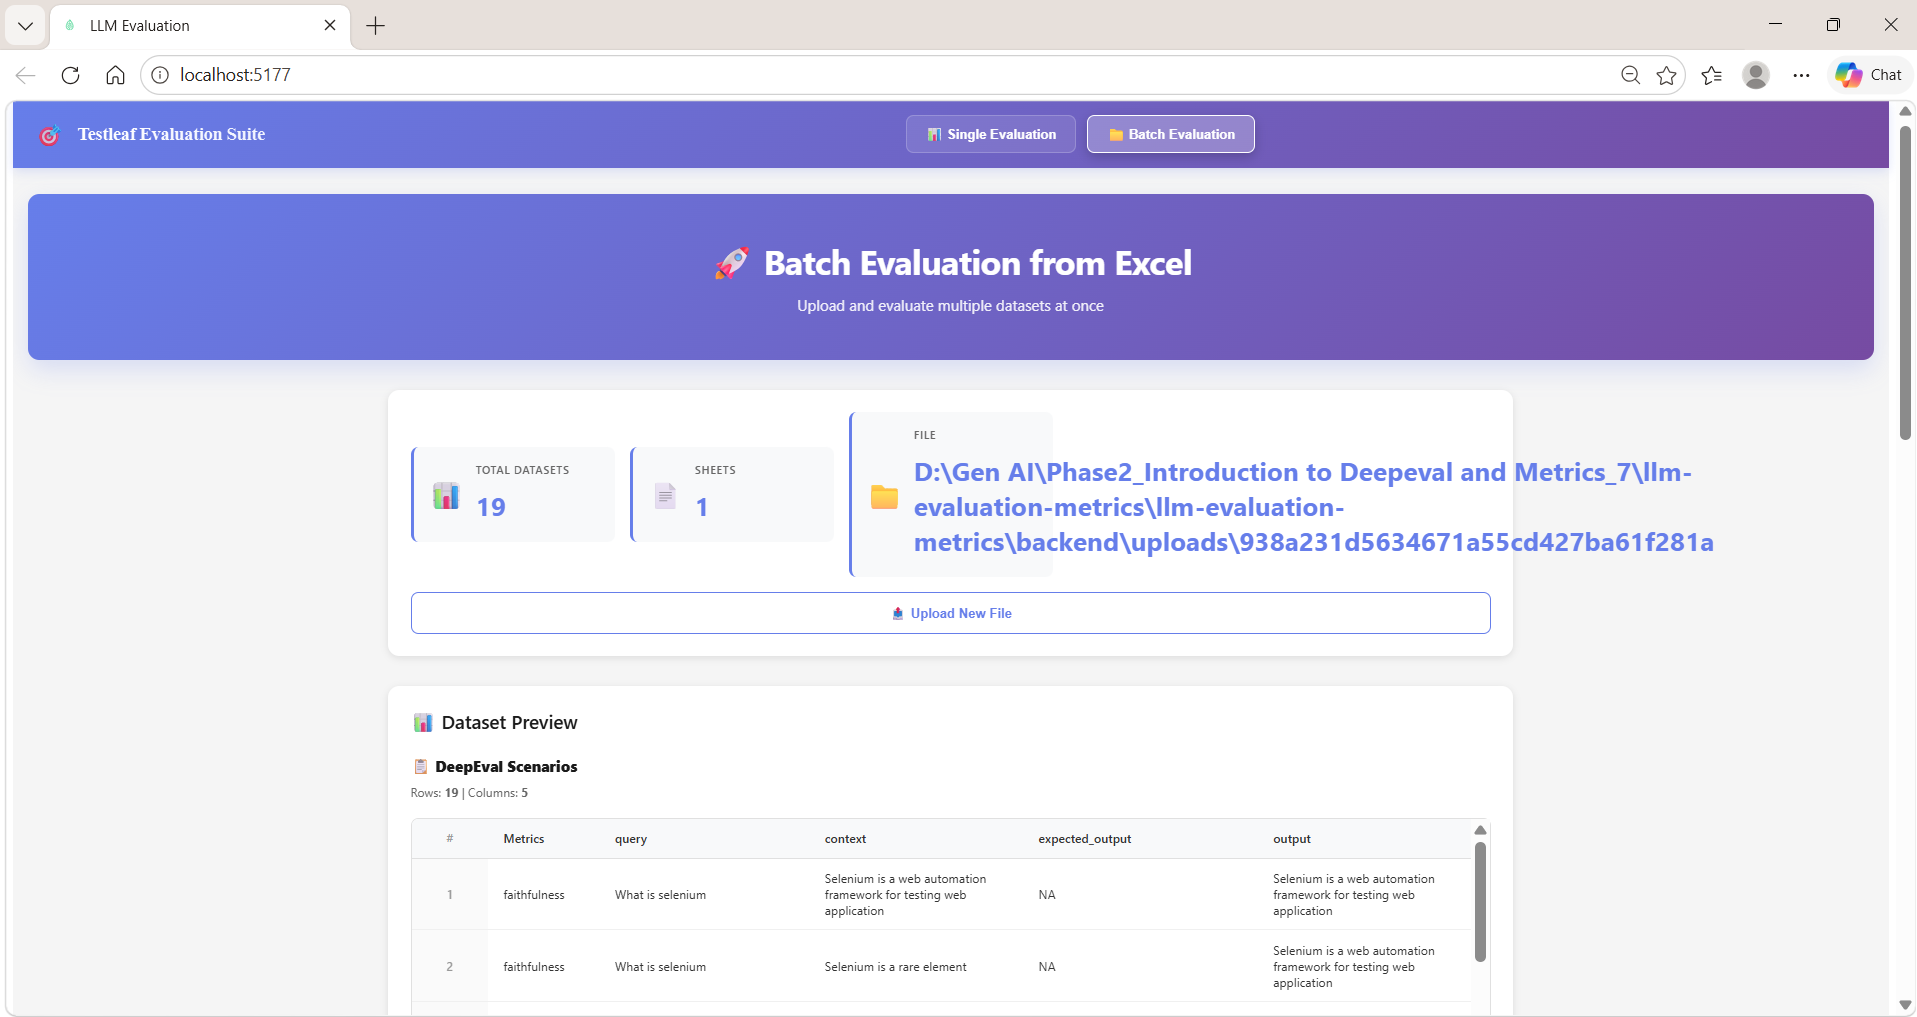 LLM Evaluation
localhost:5177
Chat
Testleaf Evaluation Suite
Single Evaluation
Batch Evaluation
Batch Evaluation from Excel
Upload and evaluate multiple datasets at once
TOTAL DATASETS
19
SHEETS
1
FILE
D:\Gen AI\Phase2_Introduction to Deepeval and Metrics_7\llm-
evaluation-metrics\llm-evaluation-
metrics\backend\uploads\938a231d5634671a55cd427ba61f281a
Upload New File
Dataset Preview
DeepEval Scenarios
Rows: 19 | Columns: 5
# Metrics query context expected_output output
1 faithfulness What is selenium Selenium is a web automation framework for testing web application NA Selenium is a web automation framework for testing web application
2 faithfulness What is selenium Selenium is a rare element NA Selenium is a web automation framework for testing web application